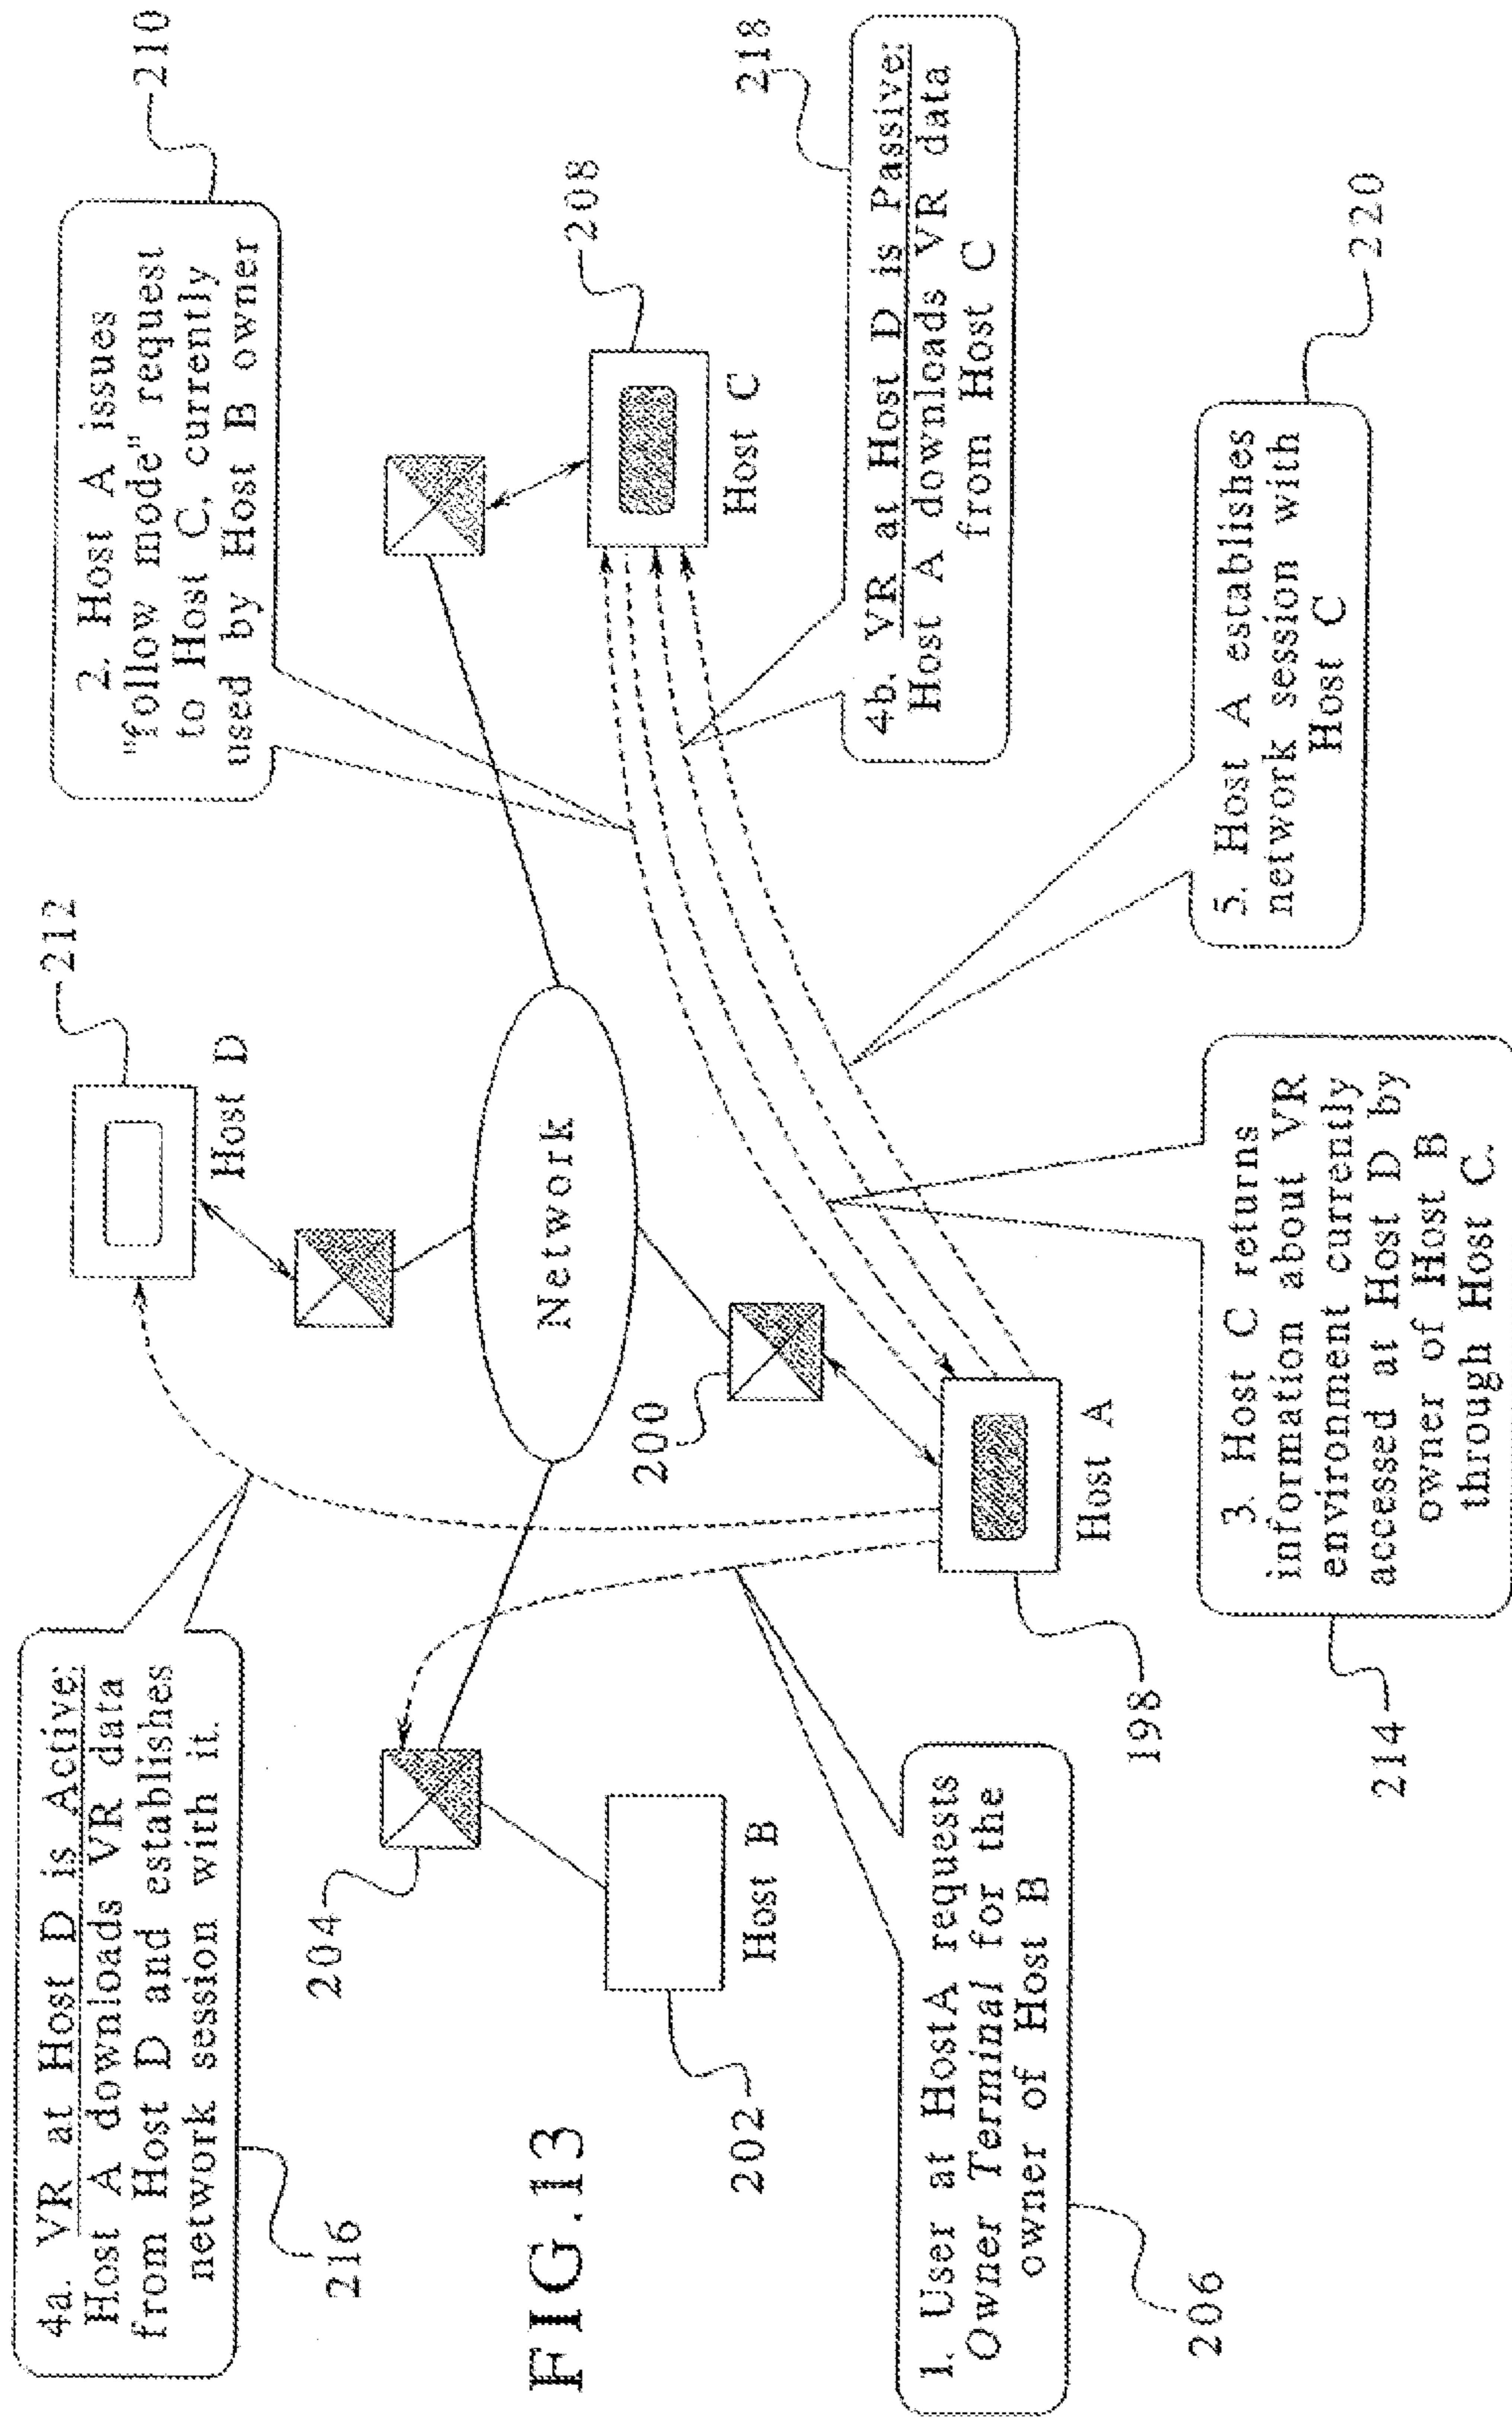 4a. VR at Host D is Active:
Host A downloads VR data
from Host D and establishes
network session with it.
216
212
Host D
2. Host A issues
"follow mode" request
to Host C, currently
used by Host B owner
210
FIG.13
204
202
Host B
Network
200
208
Host C
1. User at HostA requests
Owner Terminal for the
owner of Host B
206
198
Host A
4b. VR at Host D is Passive:
Host A downloads VR data
from Host C
218
3. Host C returns
information about VR
environment currently
accessed at Host D by
owner of Host B
through Host C.
214
5. Host A establishes
network session with
Host C
220